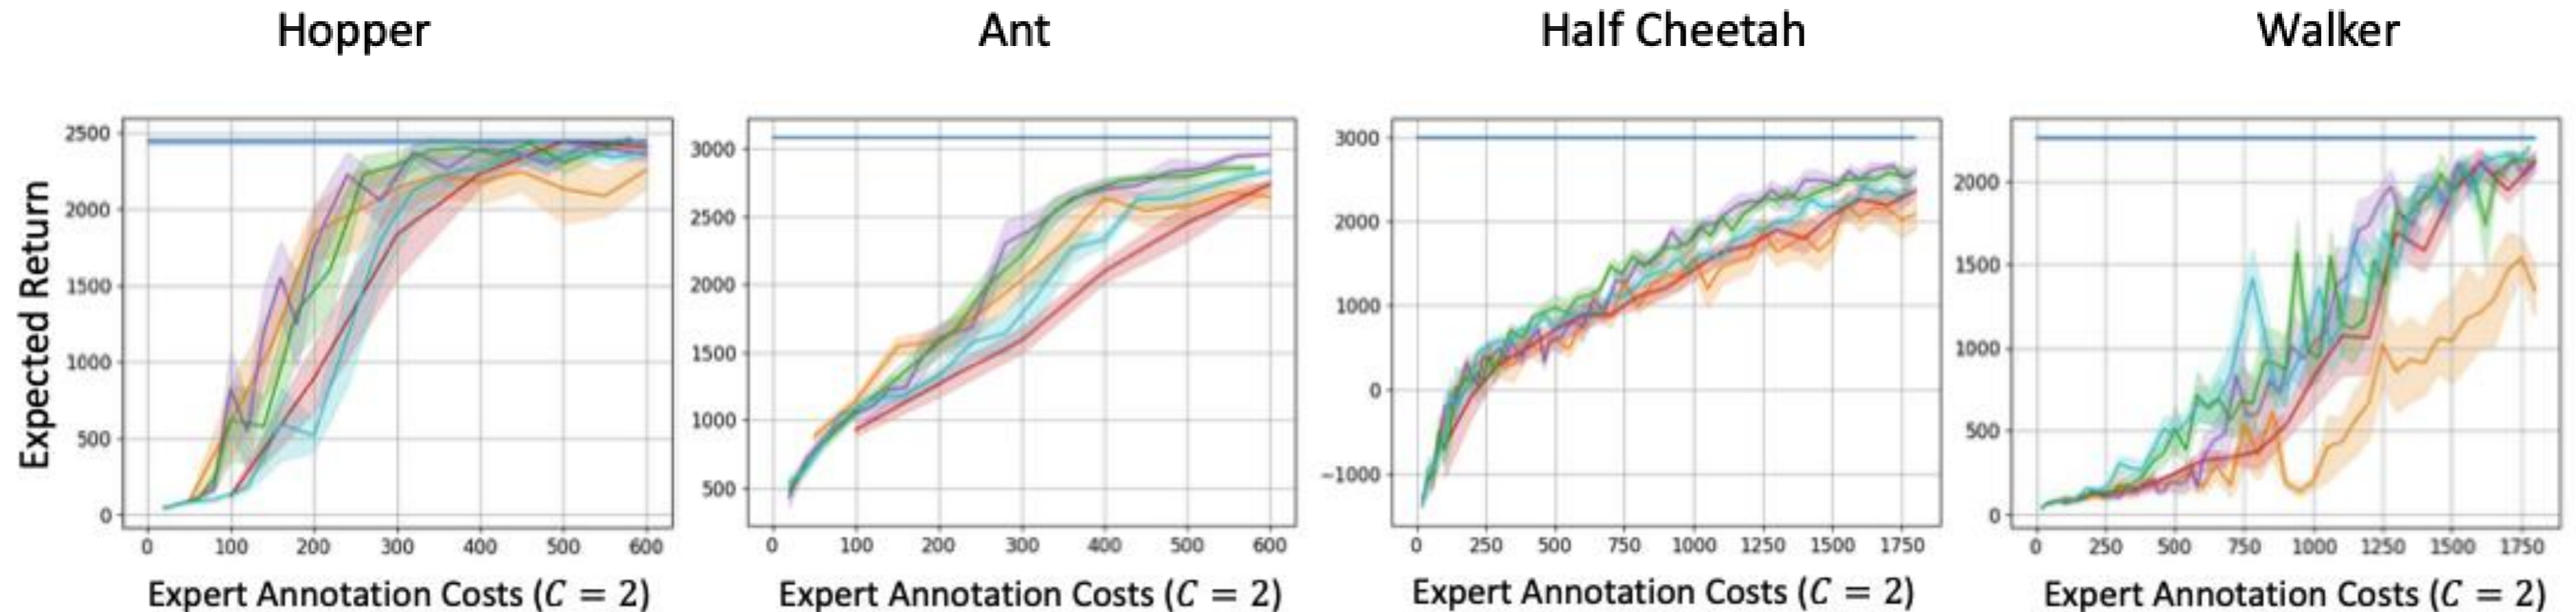 Hopper
Ant
Half Cheetah
Walker
Expected Return
2500
2000
1500
1000
500
0
0 100 200 300 400 500 600
Expert Annotation Costs (C = 2)
3000
2500
2000
1500
1000
500
0 100 200 300 400 500 600
Expert Annotation Costs (C = 2)
3000
2000
1000
0
−1000
0 250 500 750 1000 1250 1500 1750
Expert Annotation Costs (C = 2)
2000
1500
1000
500
0
0 250 500 750 1000 1250 1500 1750
Expert Annotation Costs (C = 2)